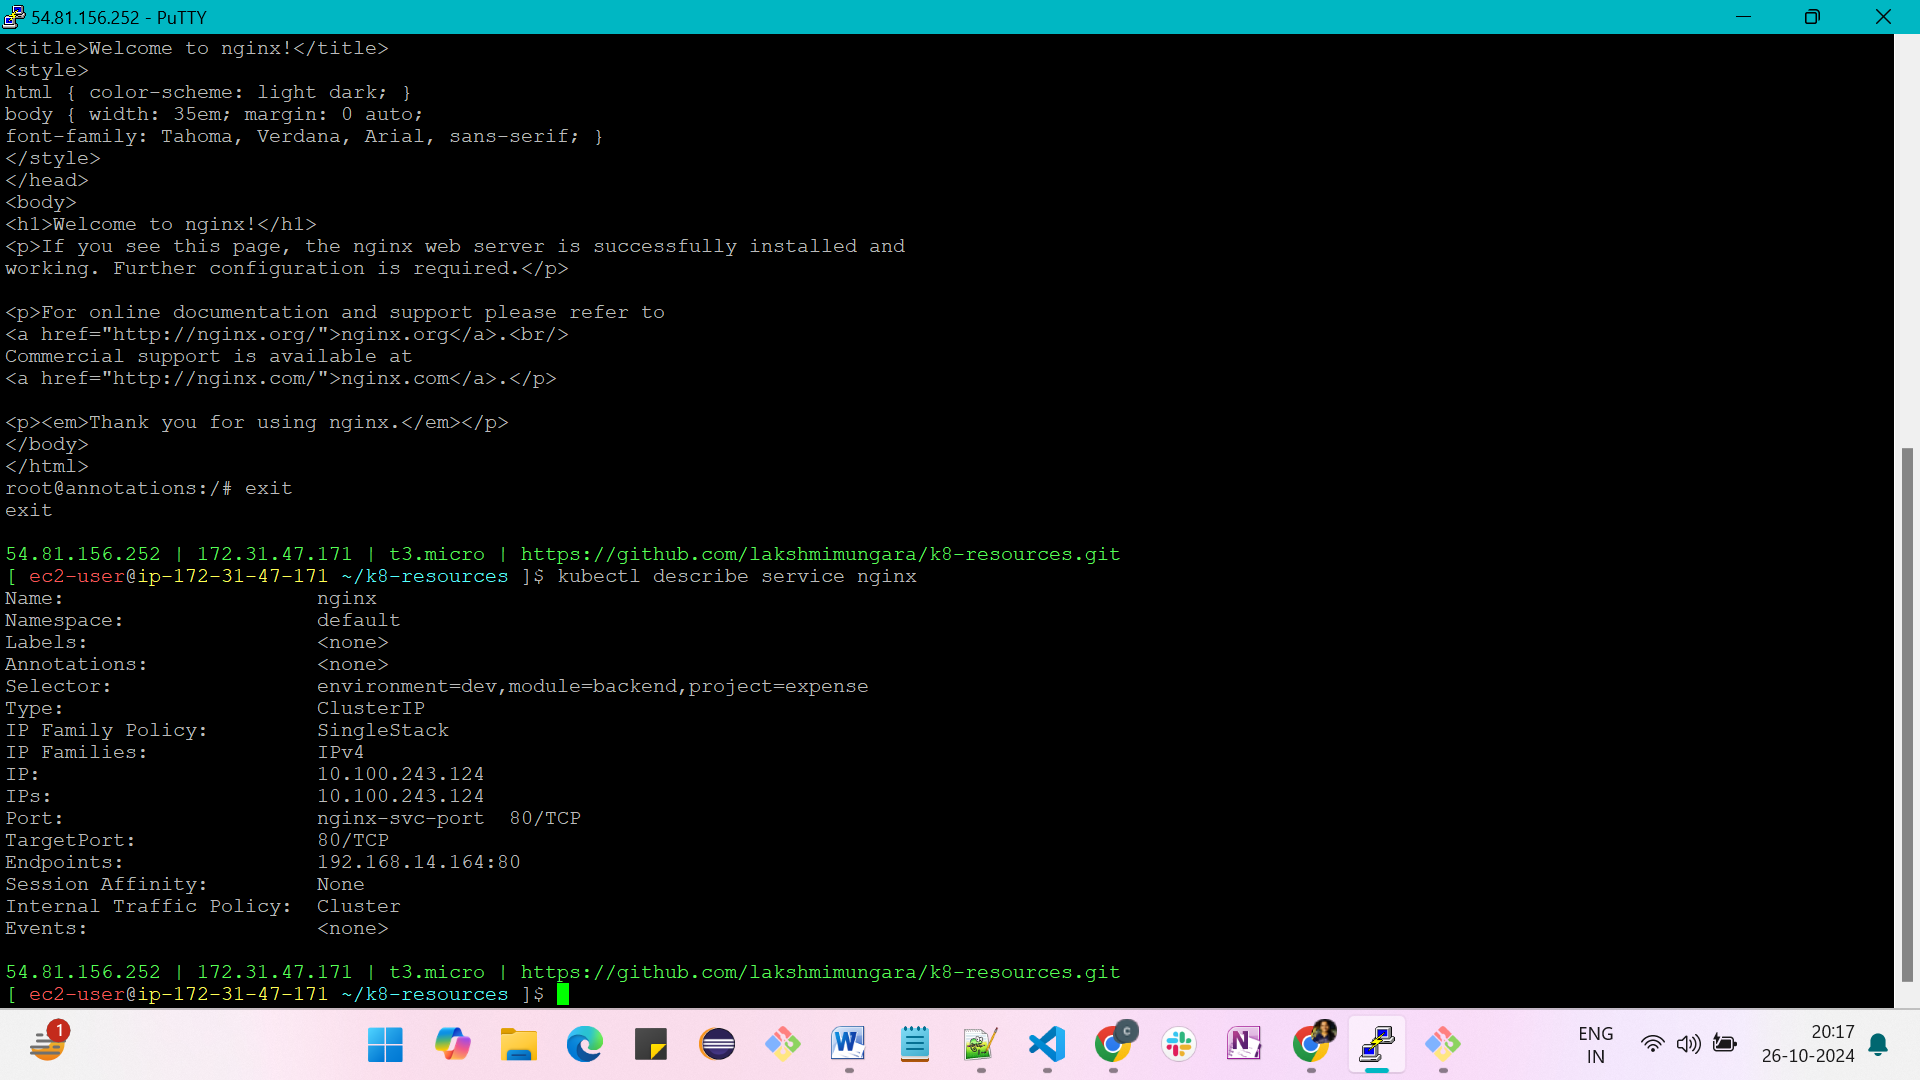 54.81.156.252 - PuTTY
<title>Welcome to nginx!</title>
<style>
html { color-scheme: light dark; }
body { width: 35em; margin: 0 auto;
font-family: Tahoma, Verdana, Arial, sans-serif; }
</style>
</head>
<body>
<h1>Welcome to nginx!</h1>
<p>If you see this page, the nginx web server is successfully installed and
working. Further configuration is required.</p>
<p>For online documentation and support please refer to
<a href="http://nginx.org/">nginx.org</a>.<br/>
Commercial support is available at
<a href="http://nginx.com/">nginx.com</a>.</p>
<p><em>Thank you for using nginx.</em></p>
</body>
</html>
root@annotations:/# exit
exit
54.81.156.252 | 172.31.47.171 | t3.micro | https://github.com/lakshmimungara/k8-resources.git
[ ec2-user@ip-172-31-47-171 ~/k8-resources ]$ kubectl describe service nginx
Name: nginx
Namespace: default
Labels: <none>
Annotations: <none>
Selector: environment=dev,module=backend,project=expense
Type: ClusterIP
IP Family Policy: SingleStack
IP Families: IPv4
IP: 10.100.243.124
IPs: 10.100.243.124
Port: nginx-svc-port 80/TCP
TargetPort: 80/TCP
Endpoints: 192.168.14.164:80
Session Affinity: None
Internal Traffic Policy: Cluster
Events: <none>
54.81.156.252 | 172.31.47.171 | t3.micro | https://github.com/lakshmimungara/k8-resources.git
[ ec2-user@ip-172-31-47-171 ~/k8-resources ]$
1
W
N
C
ENG
IN
20:17
26-10-2024